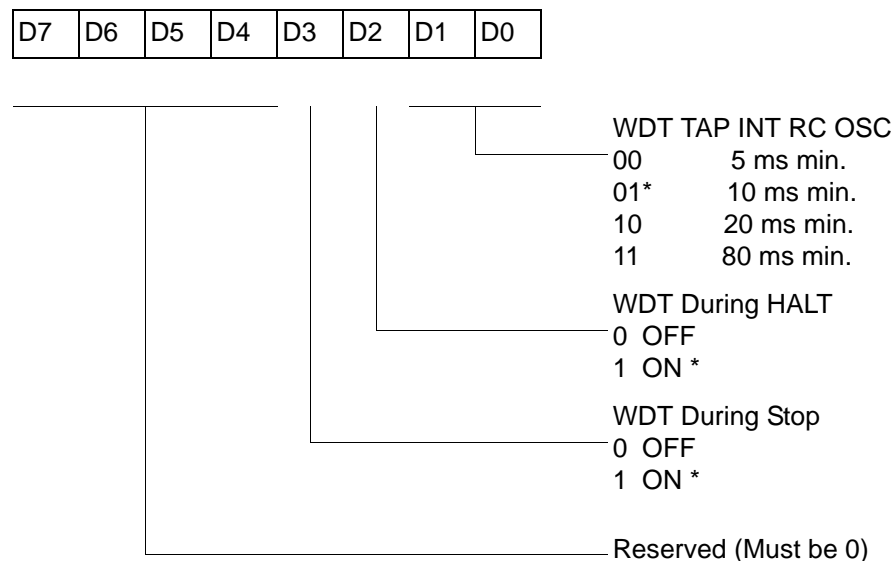 D7 D6 D5 D4 D3 D2 D1 D0
WDT TAP INT RC OSC
00 5 ms min.
01* 10 ms min.
10 20 ms min.
11 80 ms min.
WDT During HALT
0 OFF
1 ON *
WDT During Stop
0 OFF
1 ON *
Reserved (Must be 0)